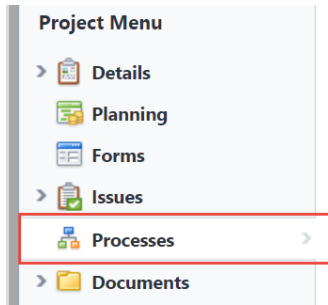 Project Menu
Details
Planning
Forms
Issues
Processes
Documents